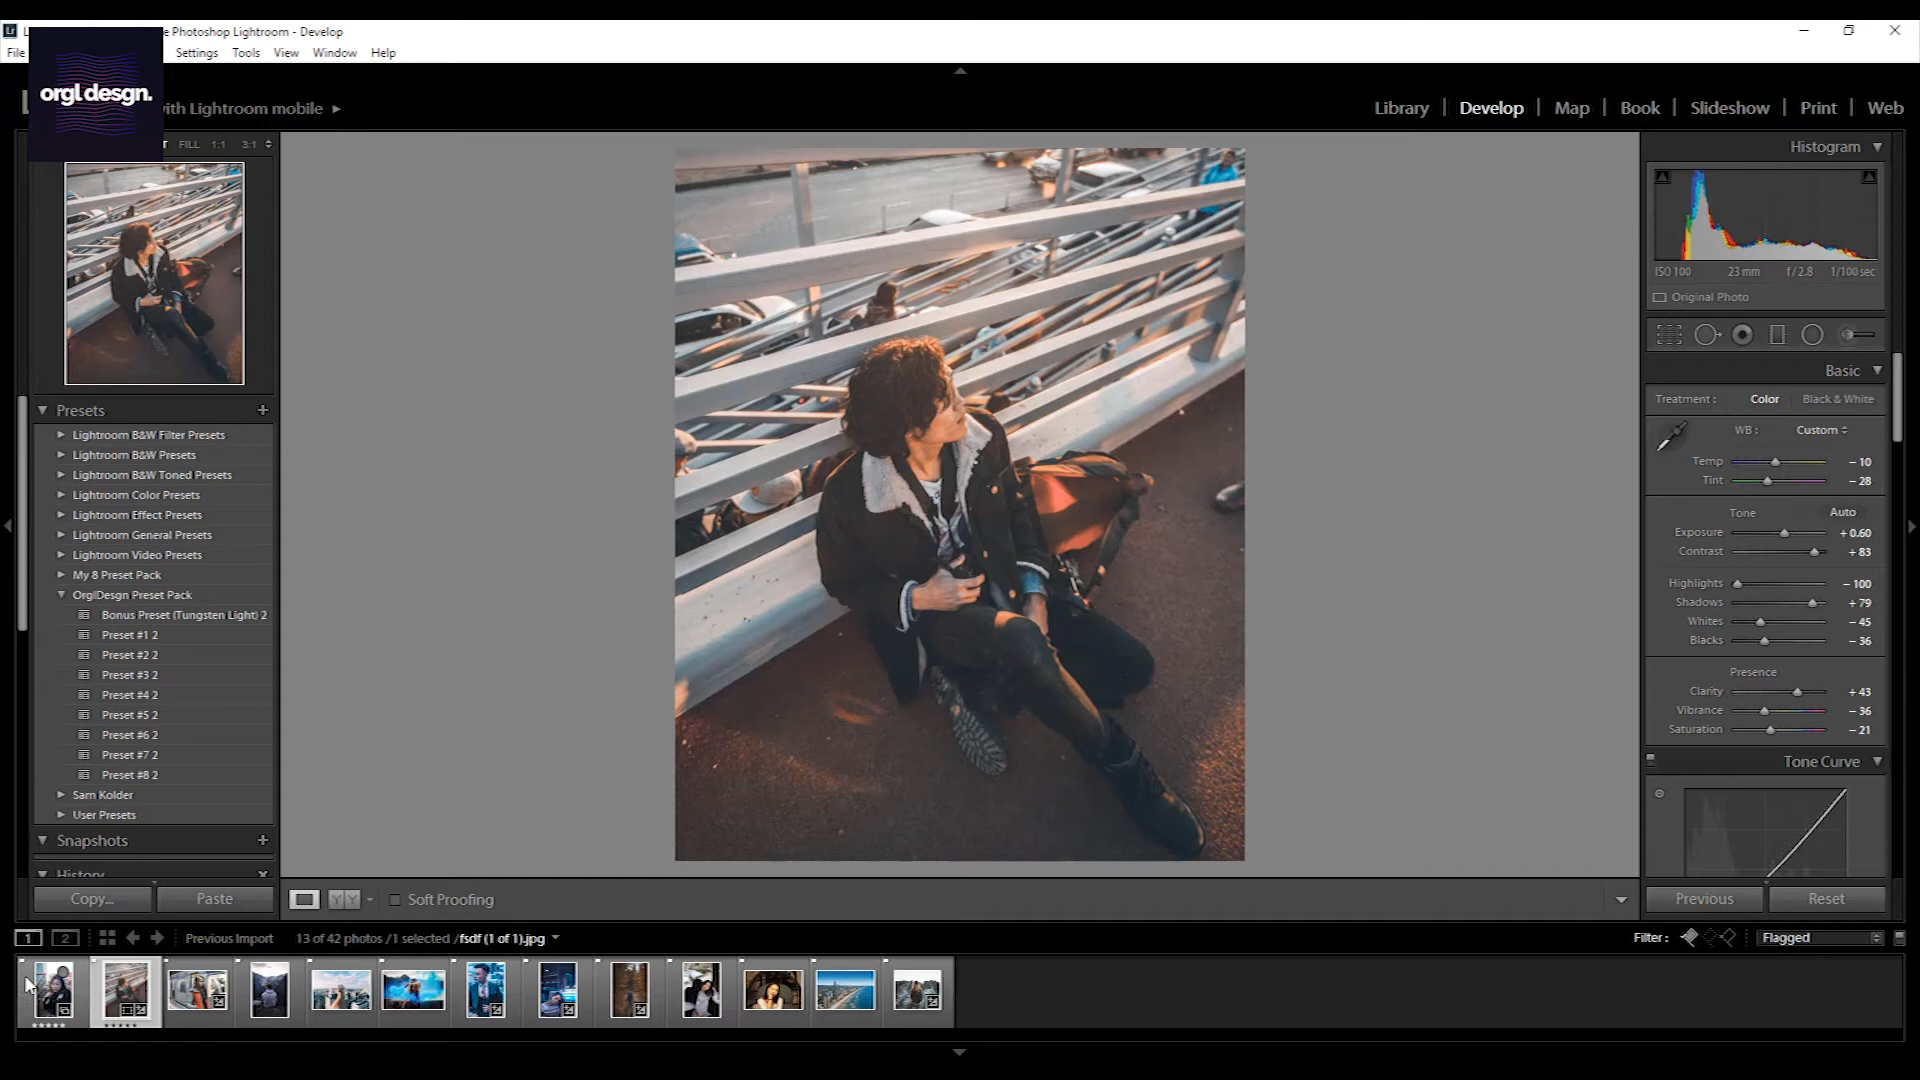 Lr L
e Photoshop Lightroom - Develop
File
Settings Tools View Window Help
orgl desgn.
with Lightroom mobile
Library | Develop | Map | Book | Slideshow | Print | Web
FILL 1:1 3:1
Histogram
ISO 100 23 mm f / 2.8 1/100 sec
Original Photo
Basic
Treatment : Color Black & White
WB : Custom
Temp - 10
Tint - 28
Tone Auto
Exposure + 0.60
Contrast + 83
Highlights - 100
Shadows + 79
Whites - 45
Blacks - 36
Presence
Clarity + 43
Vibrance - 36
Saturation - 21
Tone Curve
Previous Reset
Presets +
Lightroom B&W Filter Presets
Lightroom B&W Presets
Lightroom B&W Toned Presets
Lightroom Color Presets
Lightroom Effect Presets
Lightroom General Presets
Lightroom Video Presets
My 8 Preset Pack
OrglDesgn Preset Pack
Bonus Preset (Tungsten Light) 2
Preset #1 2
Preset #2 2
Preset #3 2
Preset #4 2
Preset #5 2
Preset #6 2
Preset #7 2
Preset #8 2
Sam Kolder
User Presets
Snapshots +
History
Copy... Paste
Y Y Soft Proofing
1 2 Previous Import 13 of 42 photos /1 selected /fsdf (1 of 1).jpg
Filter : Flagged